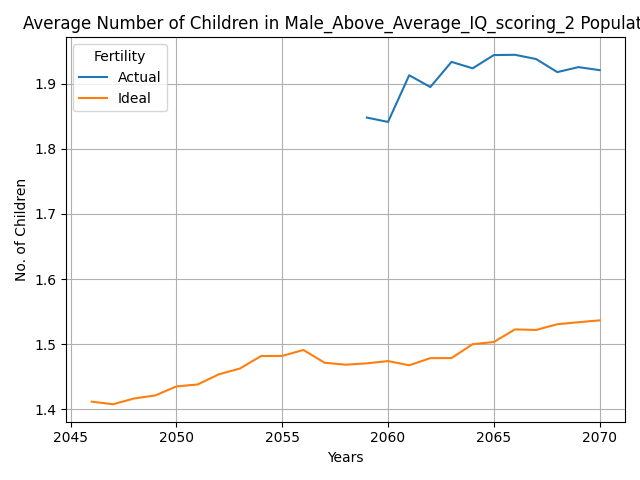 Average Number of Children in Male_Above_Average_IQ_scoring_2 Populat
Fertility
Actual
Ideal
No. of Children
1.9
1.8
1.7
1.6
1.5
1.4
2045 2050 2055 2060 2065 2070
Years